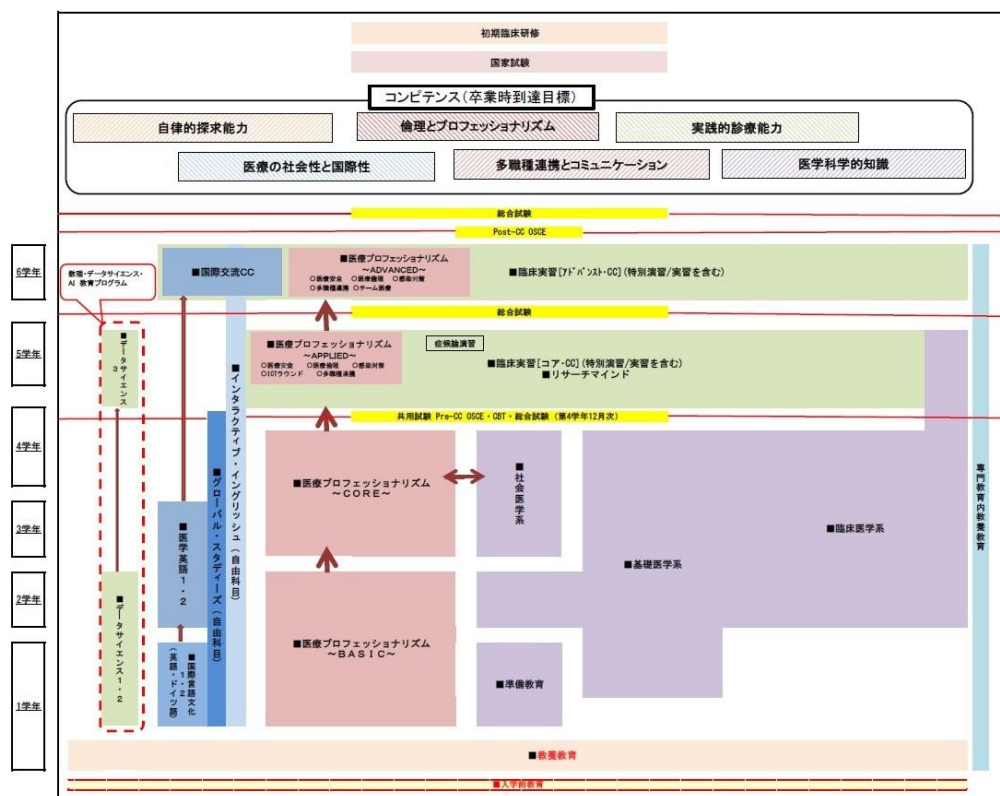 初期臨床研修
国家試験
コンピテンス(卒業時到達目標)
自律的探求能力
倫理とプロフェッショナリズム
実践的診療能力
医療の社会性と国際性
多職種連携とコミュニケーション
医学科学的知識
総合試験
Post-CC OSCE
6学年
数理・データサイエンス・
AI 教育プログラム
■国際交流CC
■医療プロフェッショナリズム
~ADVANCED~
○医療安全 ○医療倫理 ○感染対策
○多職種連携 ○チーム医療
■臨床実習[アドバンスト・CC](特別演習/実習を含む)
総合試験
5学年
■データサイエンス3
■インタラクティブ・イングリッシュ(自由科目)
■医療プロフェッショナリズム
~APPLIED~
○医療安全 ○医療倫理 ○感染対策
○ICTラウンド ○多職種連携
症候論演習
■臨床実習[コア・CC](特別演習/実習を含む)
■リサーチマインド
共用試験 Pre-CC OSCE・CBT・総合試験 (第4学年12月次)
4学年
■グローバル・スタディーズ(自由科目)
■医療プロフェッショナリズム
~CORE~
■社会医学系
専門教育内教養教育
3学年
■医学英語1・2
■臨床医学系
■基礎医学系
2学年
■データサイエンス1・2
■医療プロフェッショナリズム
~BASIC~
1学年
■国際言語文化
1・2
(英語・ドイツ語)
■準備教育
■教養教育
■入学前教育